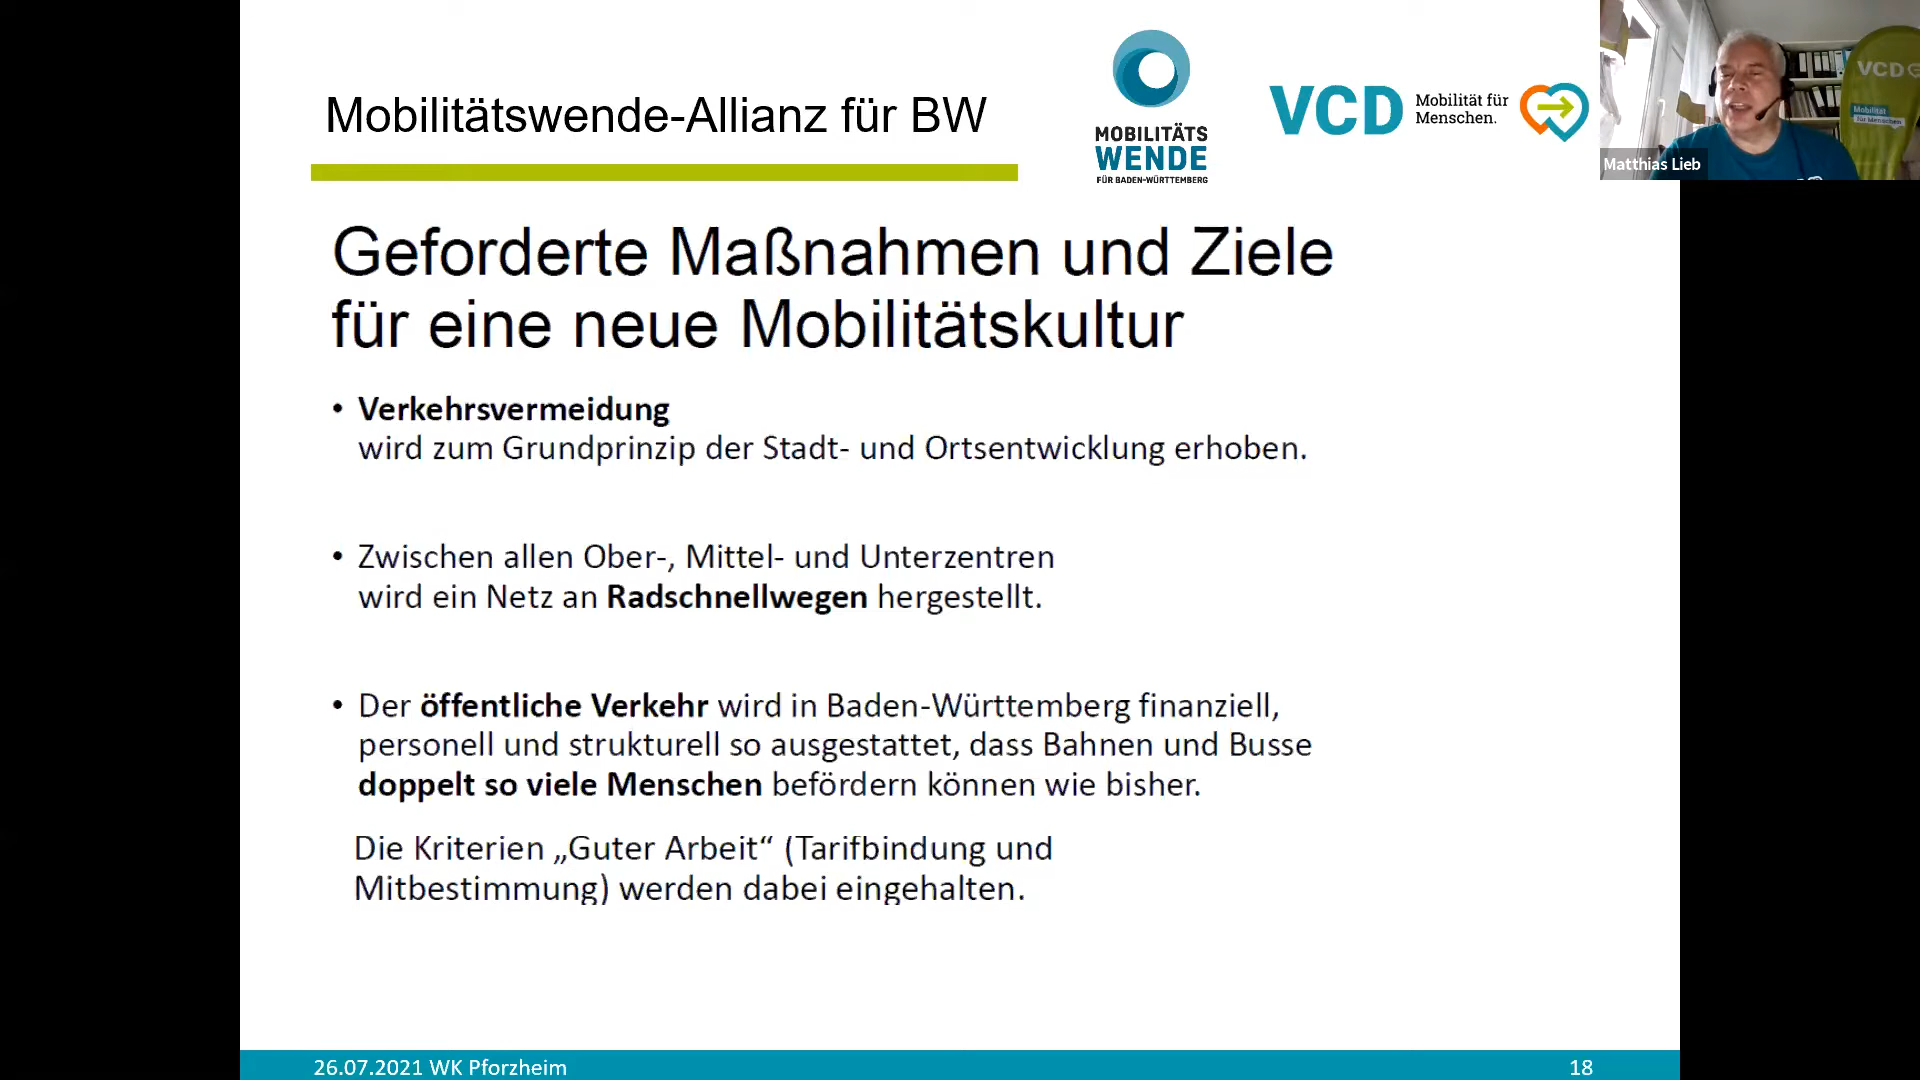 Mobilitätswende-Allianz für BW
MOBILITÄTS
WENDE
FÜR BADEN-WÜRTTEMBERG
VCD
Mobilität für
Menschen.
VCD
Mobilität
für Menschen
Matthias Lieb
Geforderte Maßnahmen und Ziele
für eine neue Mobilitätskultur
• Verkehrsvermeidung
wird zum Grundprinzip der Stadt- und Ortsentwicklung erhoben.
• Zwischen allen Ober-, Mittel- und Unterzentren
wird ein Netz an Radschnellwegen hergestellt.
• Der öffentliche Verkehr wird in Baden-Württemberg finanziell,
personell und strukturell so ausgestattet, dass Bahnen und Busse
doppelt so viele Menschen befördern können wie bisher.
Die Kriterien „Guter Arbeit“ (Tarifbindung und
Mitbestimmung) werden dabei eingehalten.
26.07.2021 WK Pforzheim
18